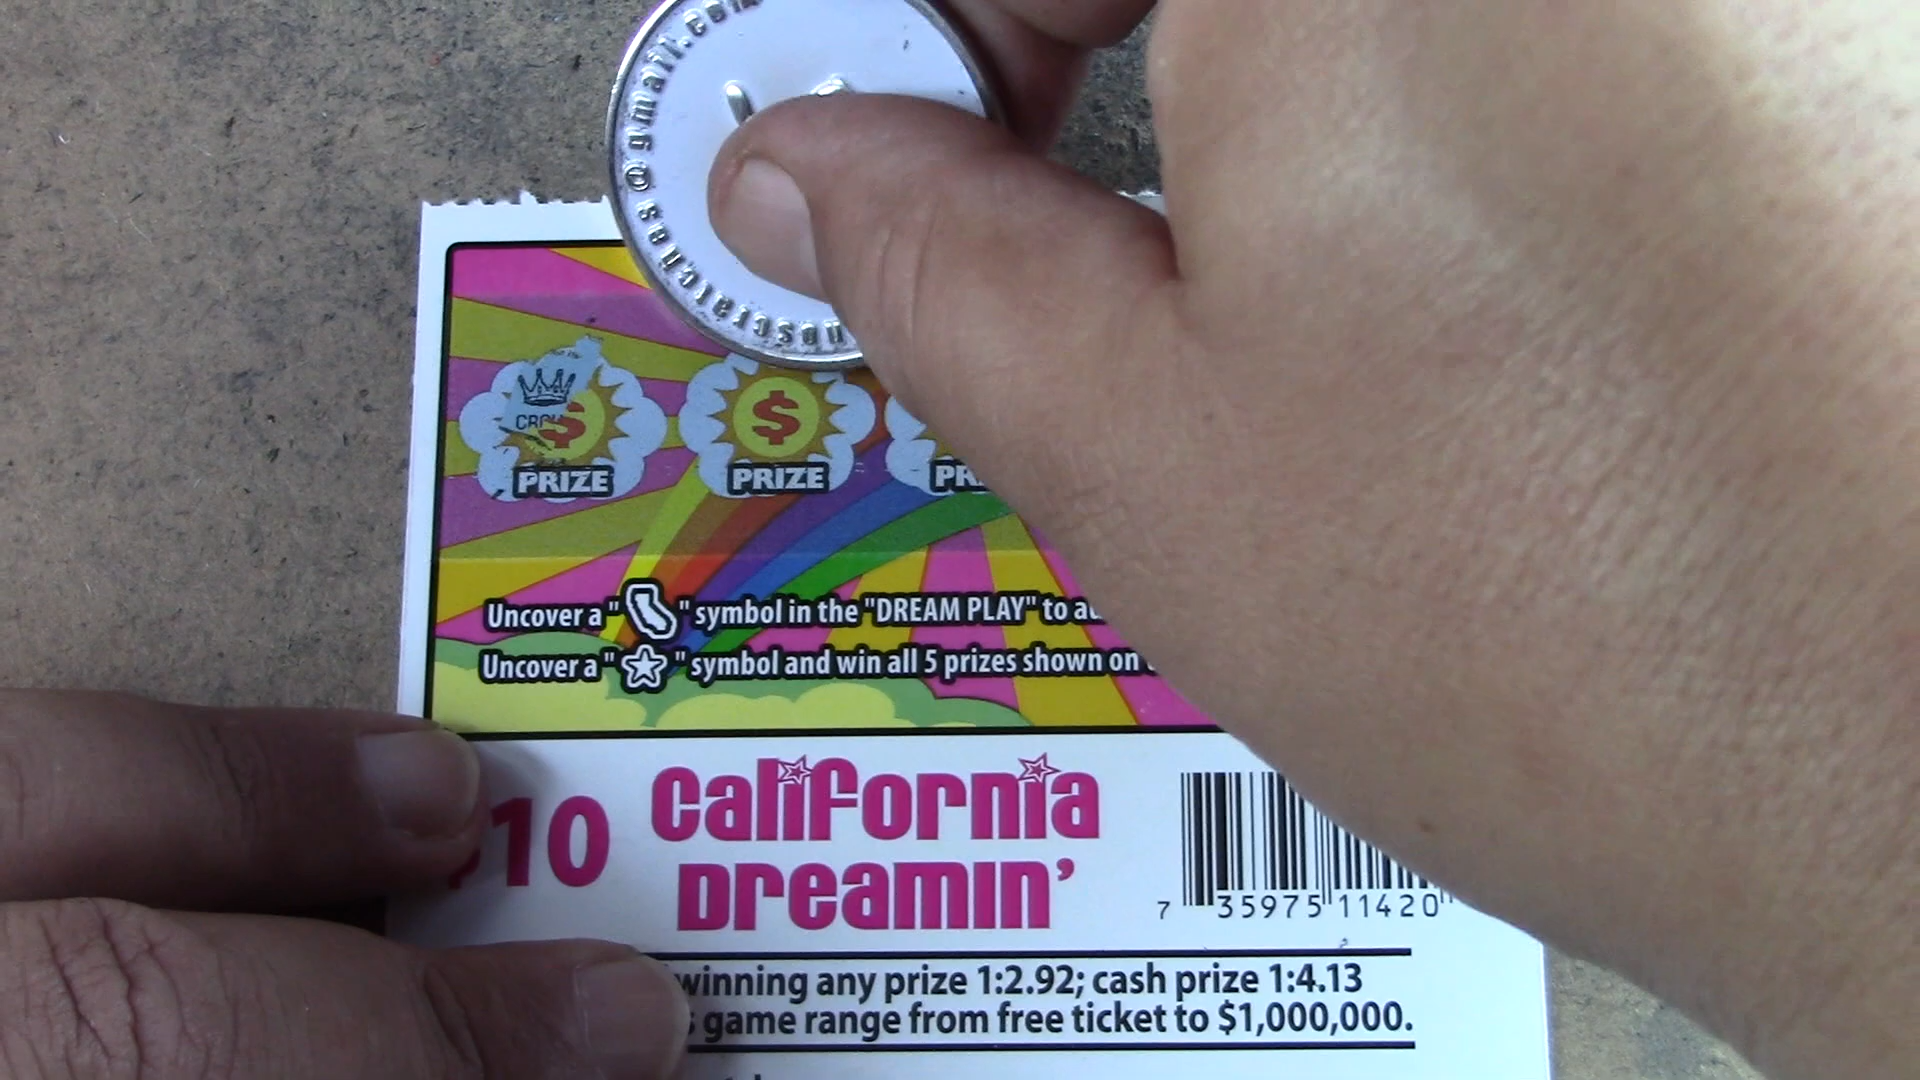 @gmail.com
CRO
PRIZE PRIZE PR
Uncover a " " symbol in the "DREAM PLAY" to
Uncover a " " symbol and win all 5 prizes shown on
10 California
Dreamin'
7 35975 11420
winning any prize 1:2.92; cash prize 1:4.13
game range from free ticket to $1,000,000.